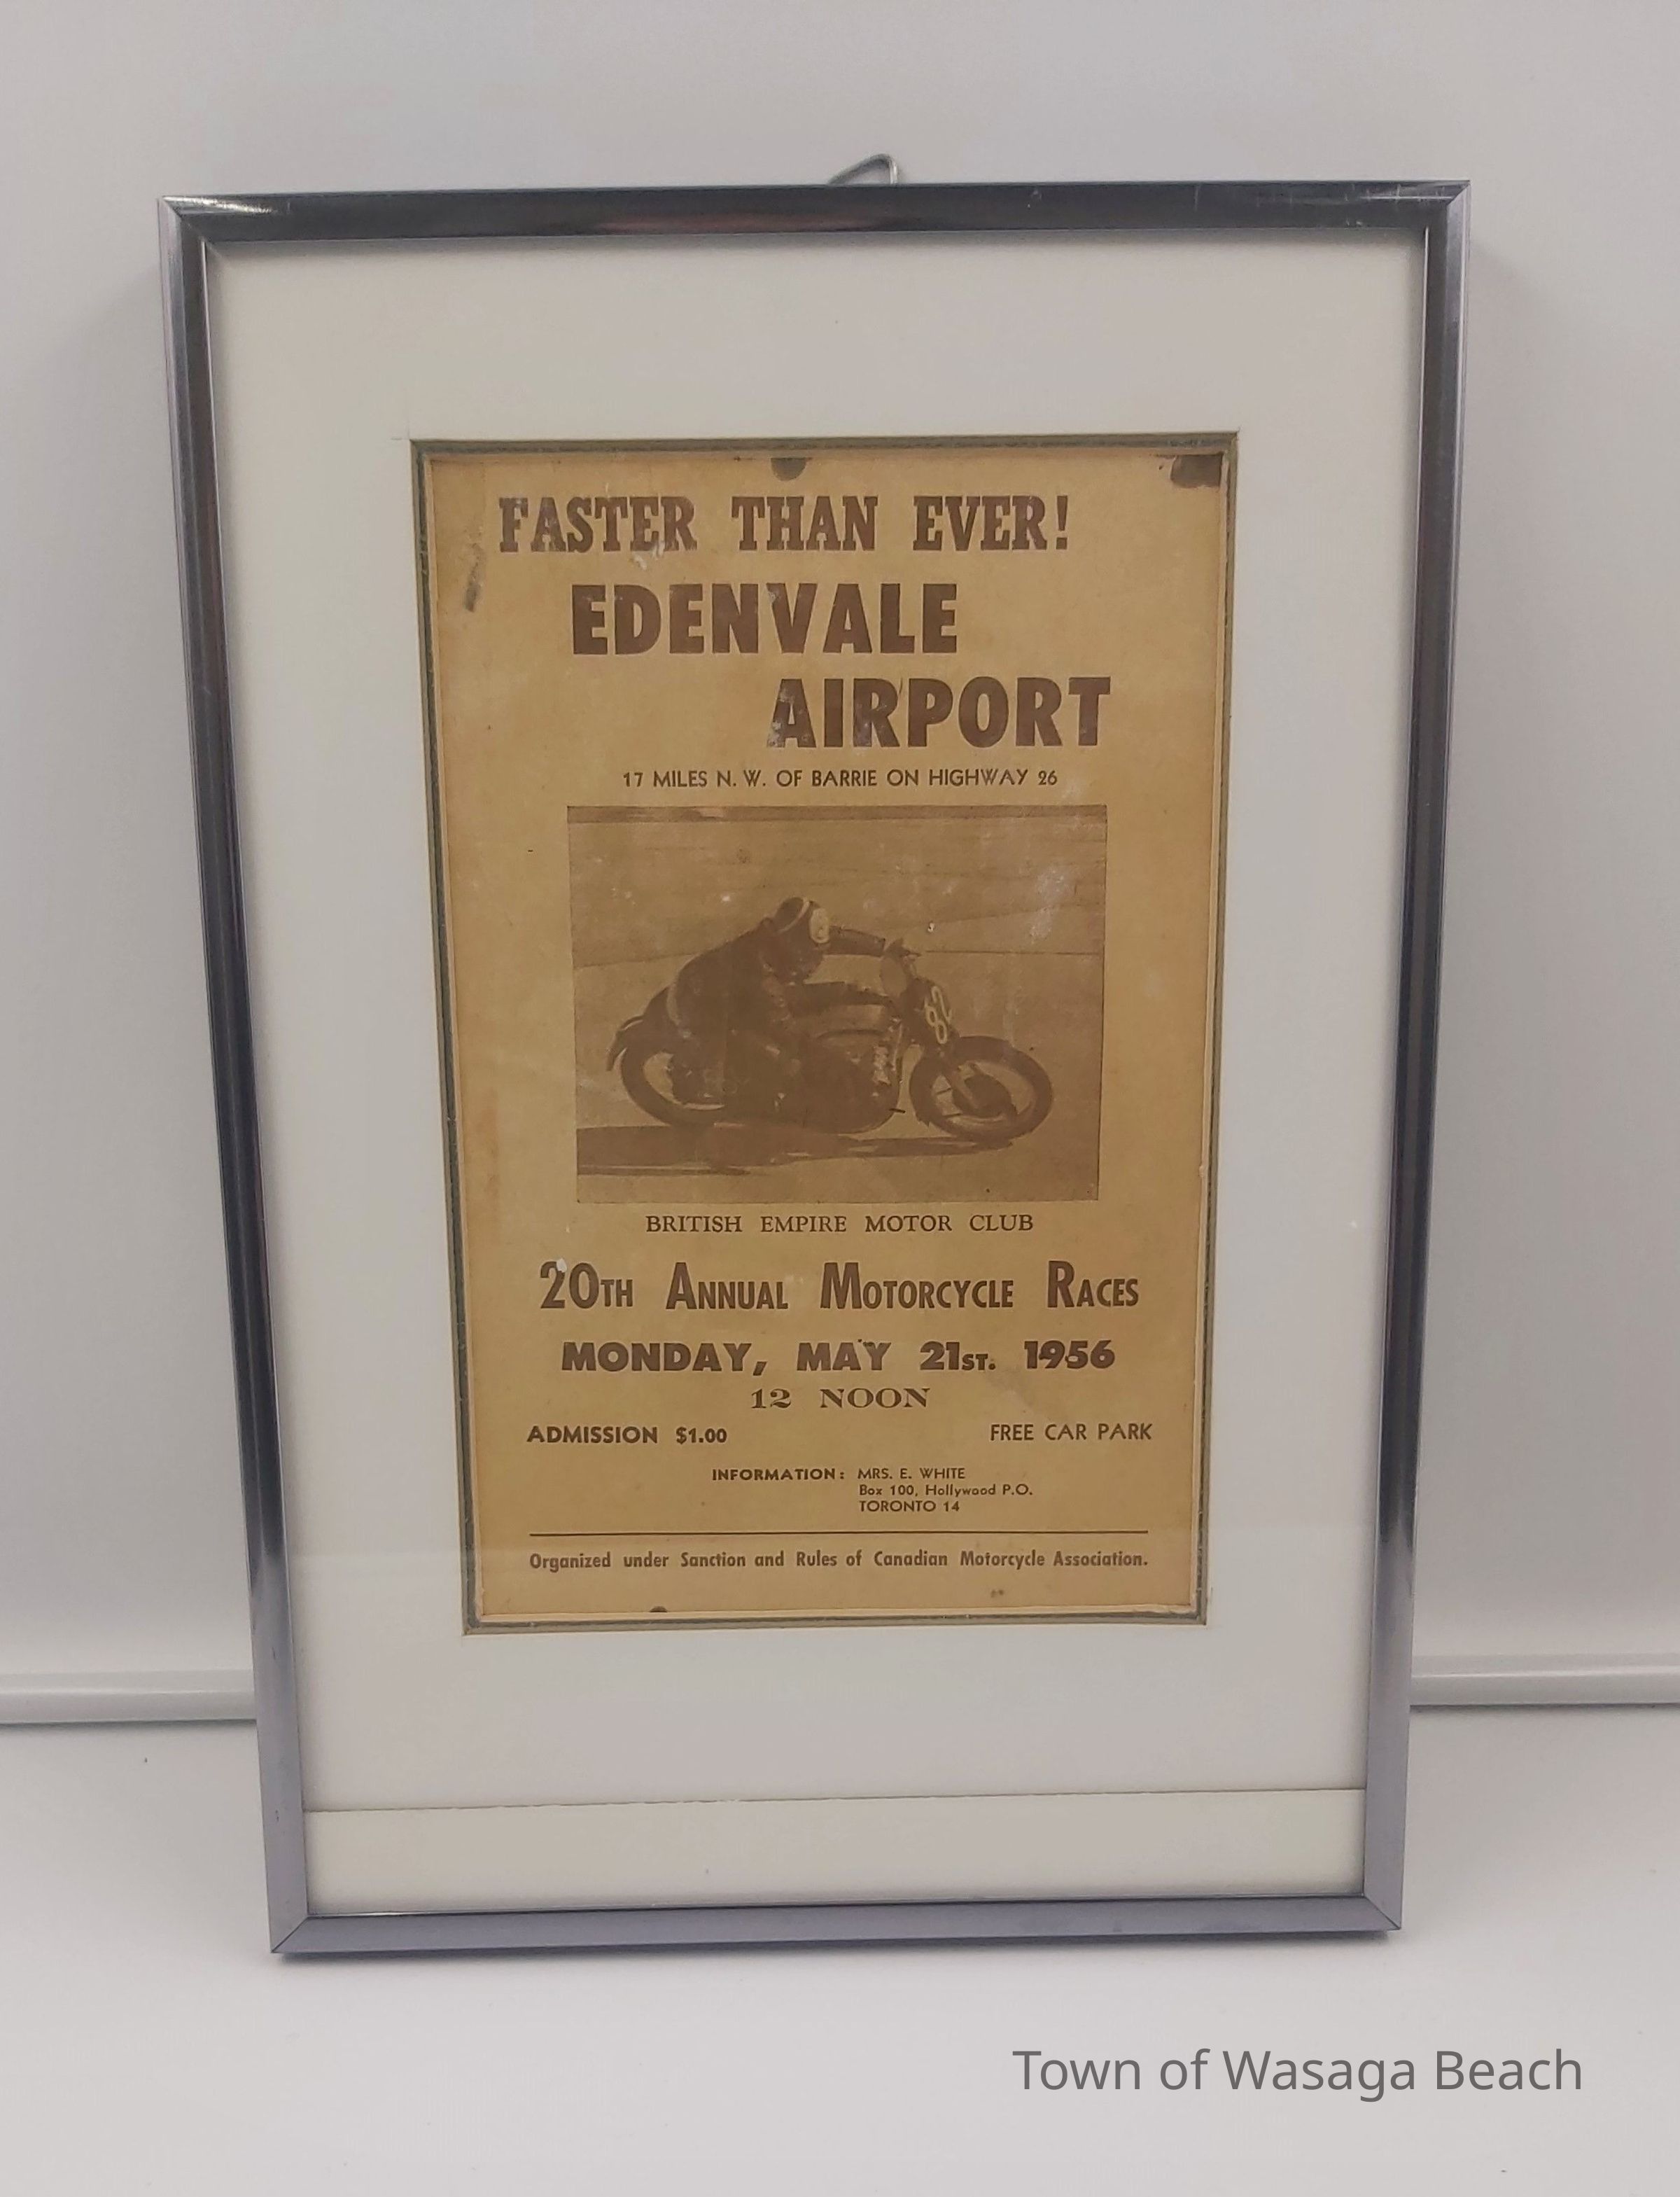 FASTER THAN EVER!
EDENVALE
AIRPORT
17 MILES N. W. OF BARRIE ON HIGHWAY 26
82
BRITISH EMPIRE MOTOR CLUB
20TH ANNUAL MOTORCYCLE RACES
MONDAY, MAY 21ST. 1956
12 NOON
ADMISSION $1.00 FREE CAR PARK
INFORMATION: MRS. E. WHITE
Box 100, Hollywood P.O.
TORONTO 14
Organized under Sanction and Rules of Canadian Motorcycle Association.
Town of Wasaga Beach